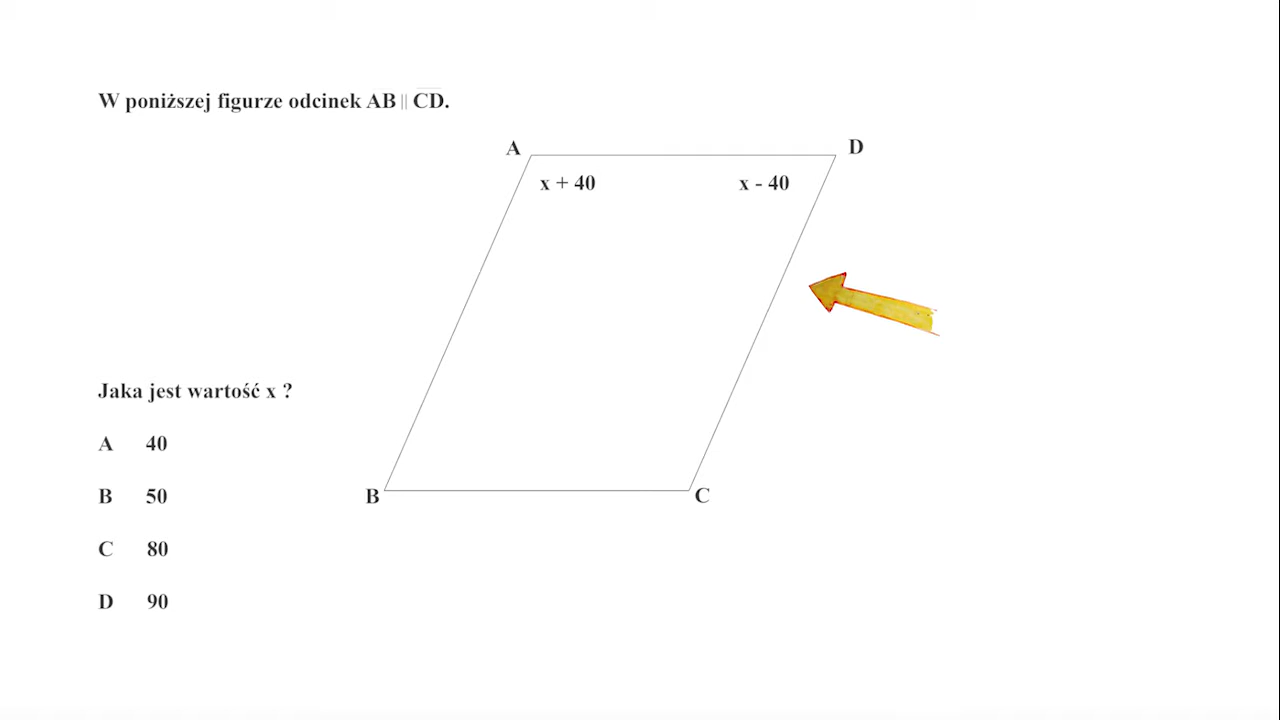 W poniższej figurze odcinek AB || CD.
A
D
x + 40
x - 40
Jaka jest wartość x ?
A 40
B 50
B
C
C 80
D 90